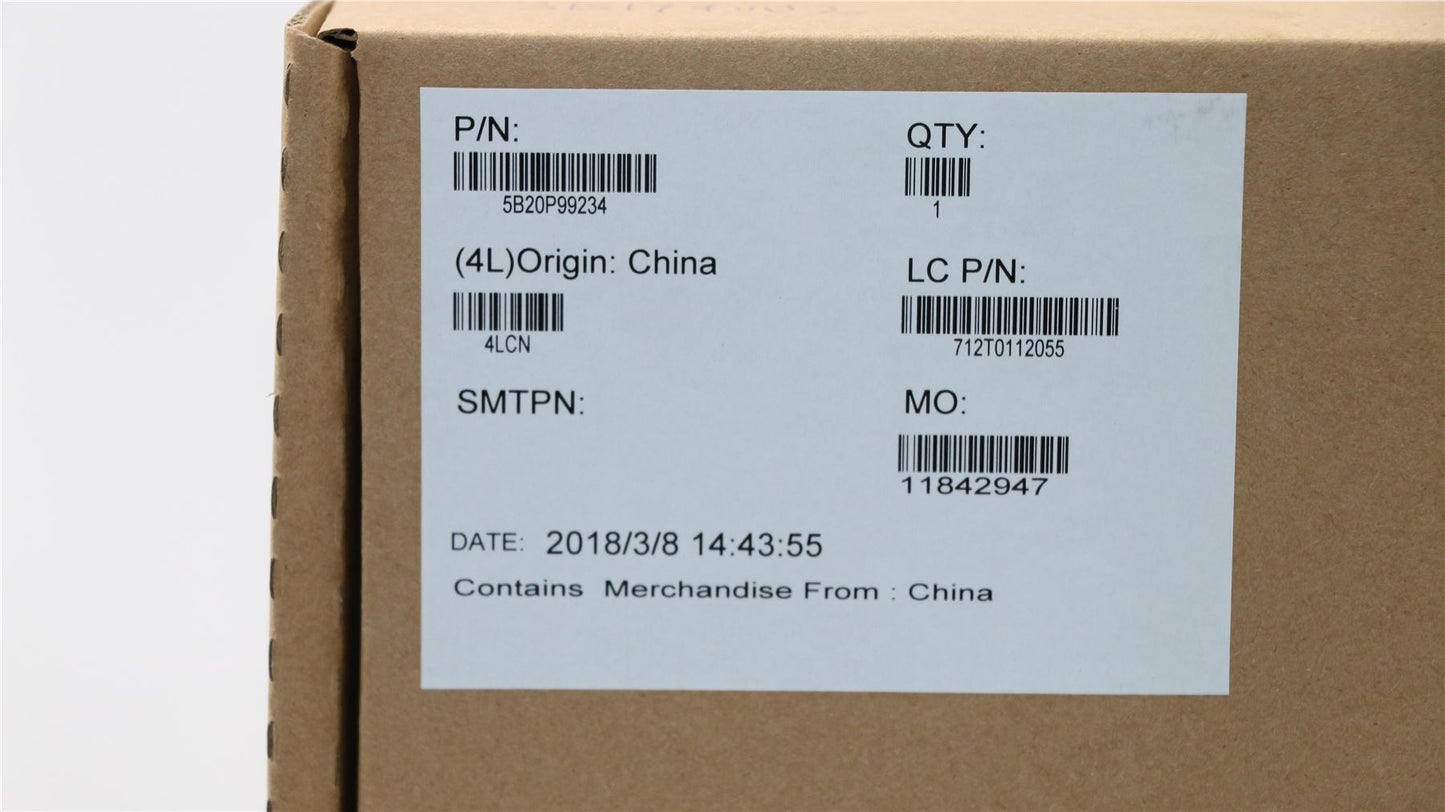 P/N:
5B20P99234
QTY:
1
(4L)Origin: China
4LCN
LC P/N:
712T0112055
SMTPN:
MO:
11842947
DATE: 2018/3/8 14:43:55
Contains Merchandise From : China